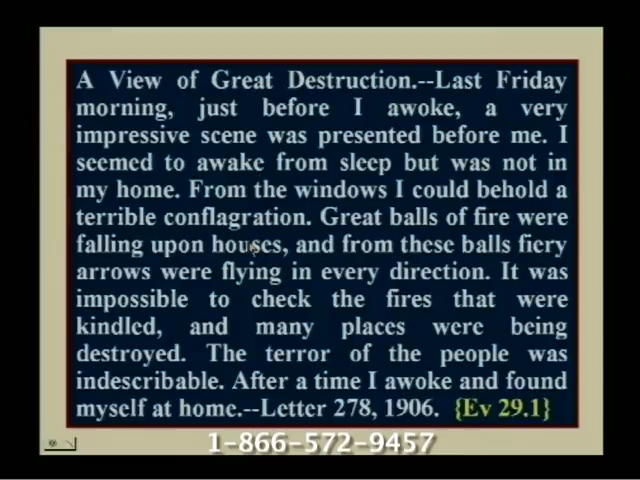 A View of Great Destruction.--Last Friday
morning, just before I awoke, a very
impressive scene was presented before me. I
seemed to awake from sleep but was not in
my home. From the windows I could behold a
terrible conflagration. Great balls of fire were
falling upon houses, and from these balls fiery
arrows were flying in every direction. It was
impossible to check the fires that were
kindled, and many places were being
destroyed. The terror of the people was
indescribable. After a time I awoke and found
myself at home.--Letter 278, 1906. {Ev 29.1}
1-866-572-9457